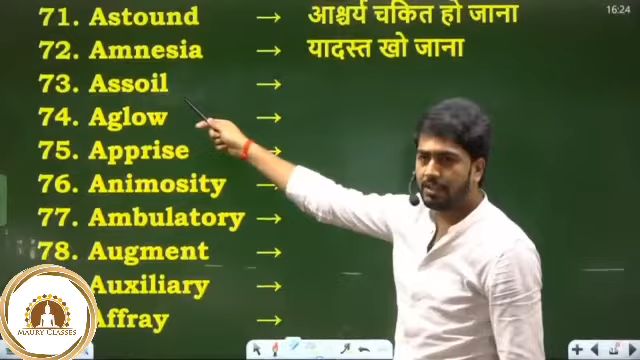 16:24
71. Astound → आश्चर्य चकित हो जाना
72. Amnesia → यादस्त खो जाना
73. Assoil →
74. Aglow →
75. Apprise →
76. Animosity →
77. Ambulatory →
78. Augment →
Auxiliary →
Affray →
MAURY CLASSES